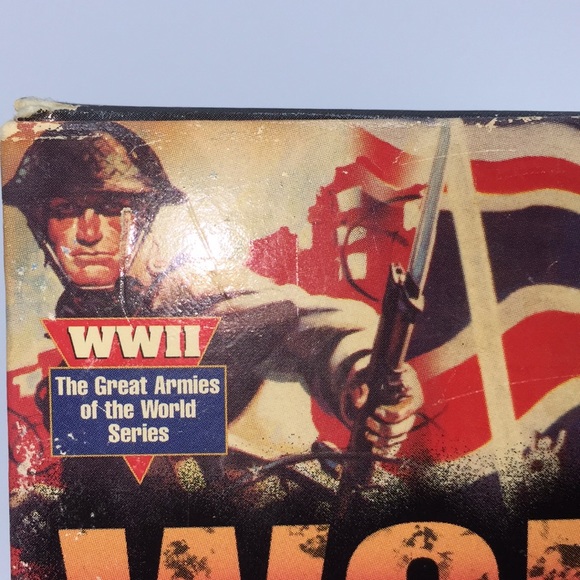 WWII
The Great Armies
of the World
Series